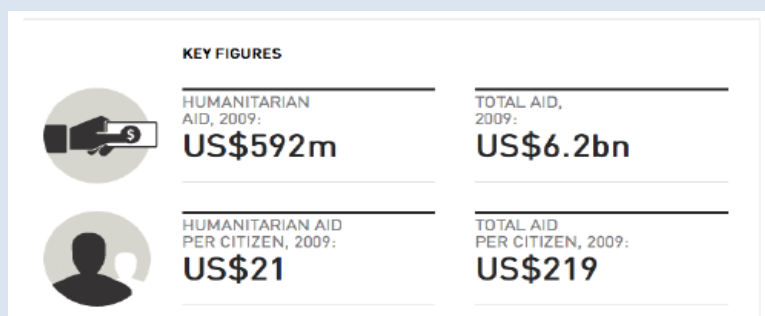 KEY FIGURES
HUMANITARIAN
AID, 2009:
US$592m
TOTAL AID,
2009:
US$6.2bn
$
HUMANITARIAN AID
PER CITIZEN, 2009:
US$21
TOTAL AID
PER CITIZEN, 2009:
US$219